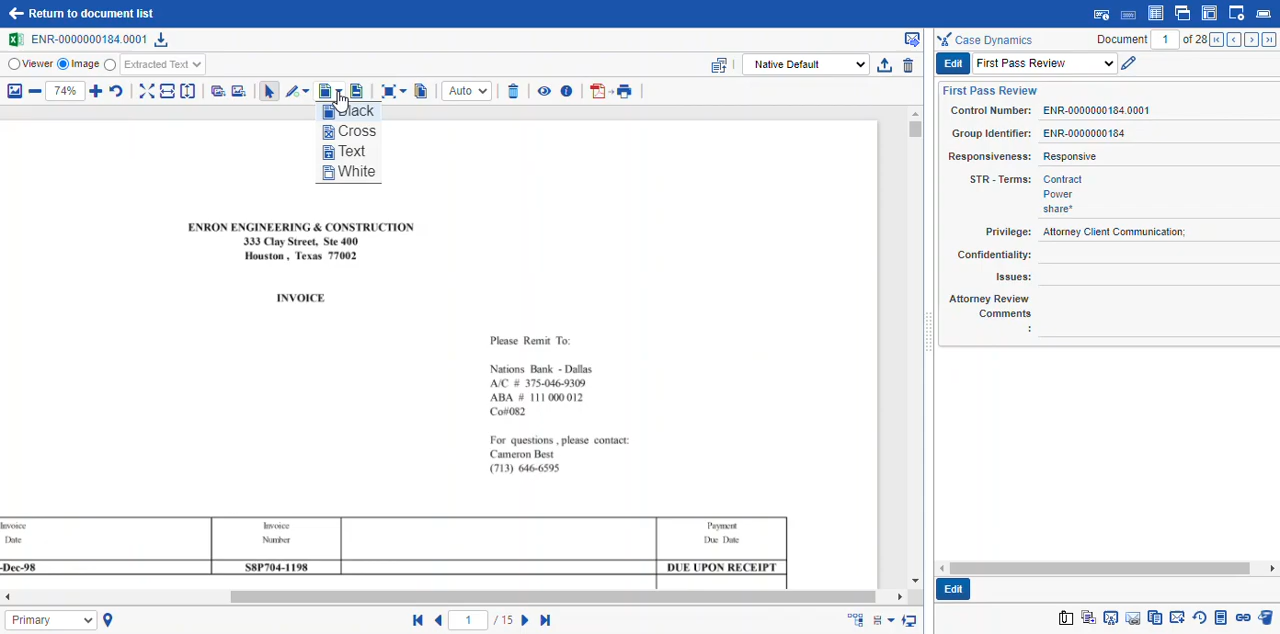 Return to document list
ENR-0000000184.0001
Viewer Image Extracted Text
Native Default
74%
Auto
Black
Cross
Text
White
ENRON ENGINEERING & CONSTRUCTION
333 Clay Street, Ste 400
Houston , Texas 77002
INVOICE
Please Remit To:
Nations Bank - Dallas
A/C # 375-046-9309
ABA # 111 000 012
Co#082
For questions , please contact:
Cameron Best
(713) 646-6595
Invoice
Date
Invoice
Number
Payment
Due Date
-Dec-98 S8P704-1198 DUE UPON RECEIPT
Primary
1 / 15
Case Dynamics Document 1 of 28
Edit First Pass Review
First Pass Review
Control Number: ENR-0000000184.0001
Group Identifier: ENR-0000000184
Responsiveness: Responsive
STR - Terms: Contract
Power
share*
Privilege: Attorney Client Communication;
Confidentiality:
Issues:
Attorney Review
Comments
:
Edit